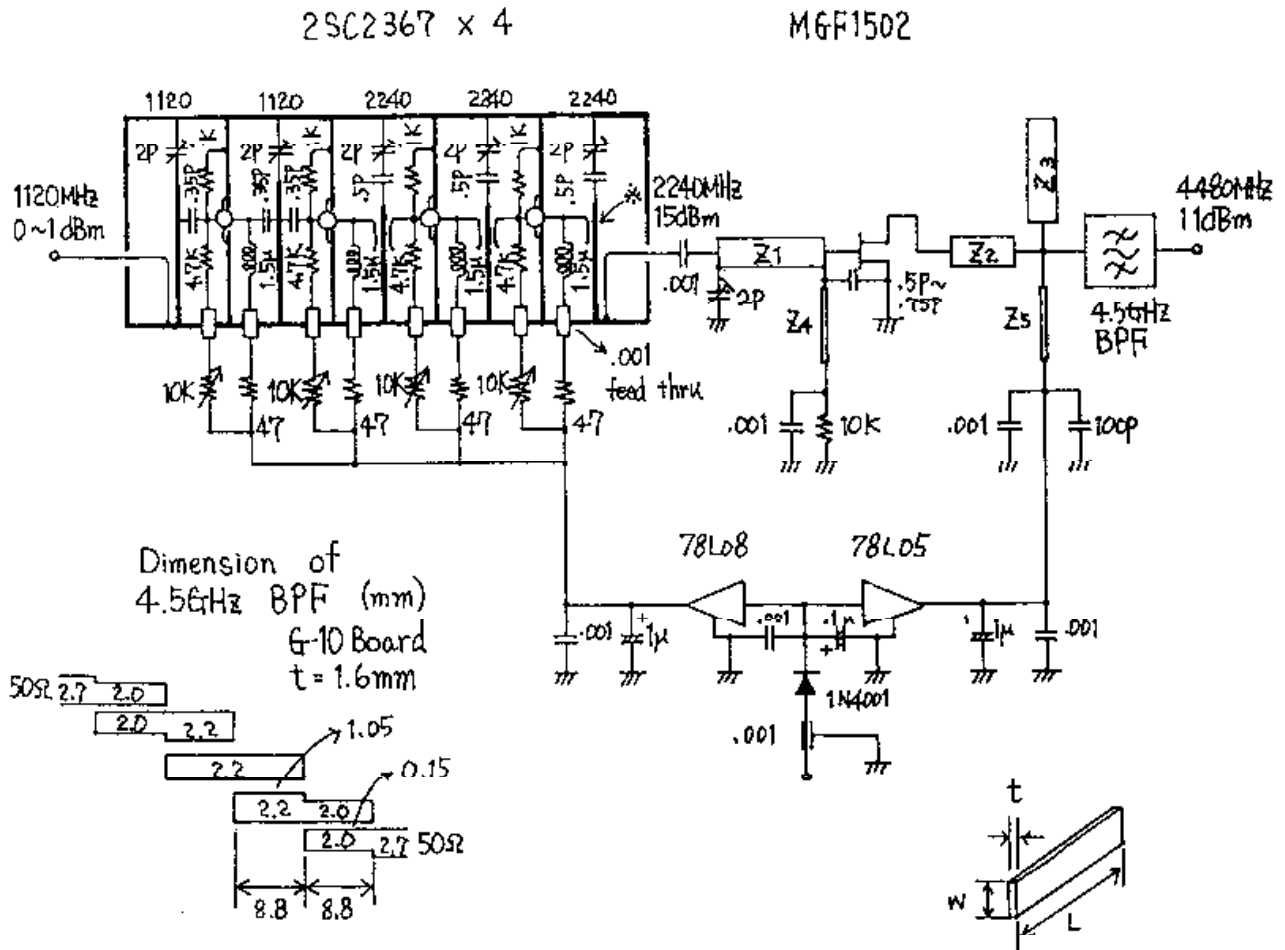 2SC2367 x 4
MGF1502
1120
1120
2240
2240
2240
2P
1K
2P
1K
2P
1K
2P
1K
2P
.35P
.35P
.35P
.5P
.5P
.5P
1120MHz
0~1dBm
4.7K
1.5μ
4.7K
1.5μ
4.7K
1.5μ
4.7K
1.5μ
※
2240MHz
15dBm
.001
Z1
2P
Z4
.5P~
.75P
Z2
Z3
Z5
4.5GHz
BPF
4480MHz
11dBm
.001
feed thru
10K
10K
10K
10K
47
47
47
47
.001
10K
.001
100P
78L08
78L05
.001
1μ
.001
.1μ
1μ
.001
+
+
1N4001
.001
Dimension of
4.5GHz BPF (mm)
G-10 Board
t = 1.6mm
50Ω 2.7 2.0
2.0 2.2
1.05
2.2
0.15
2.2 2.0
2.0 2.7 50Ω
8.8 8.8
t
W
L